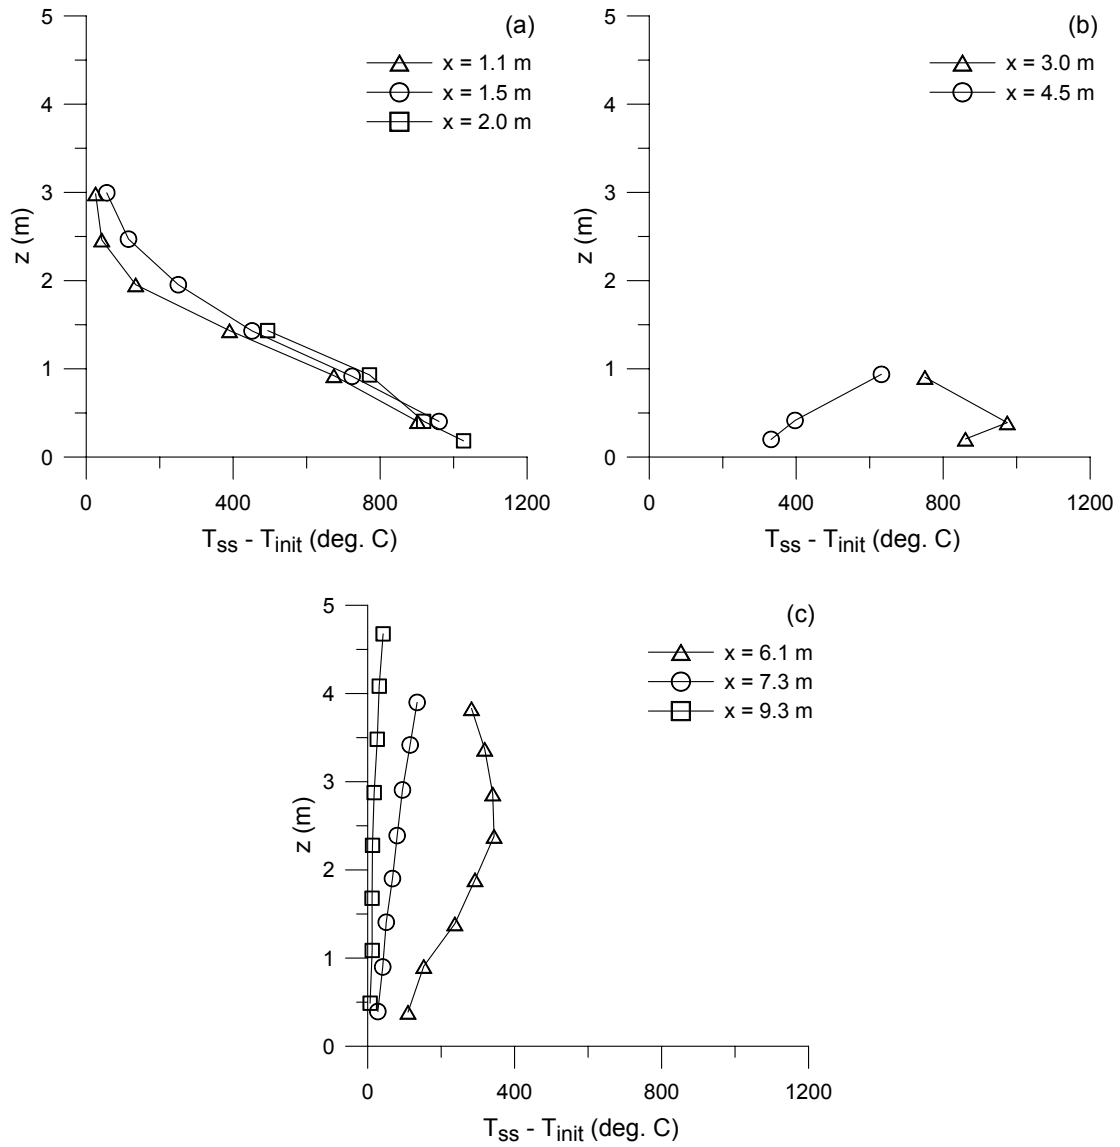 (a)
x = 1.1 m
x = 1.5 m
x = 2.0 m
5
4
3
2
1
0
z (m)
0 400 800 1200
Tss - Tinit (deg. C)
(b)
x = 3.0 m
x = 4.5 m
5
4
3
2
1
0
z (m)
0 400 800 1200
Tss - Tinit (deg. C)
(c)
x = 6.1 m
x = 7.3 m
x = 9.3 m
5
4
3
2
1
0
z (m)
0 400 800 1200
Tss - Tinit (deg. C)